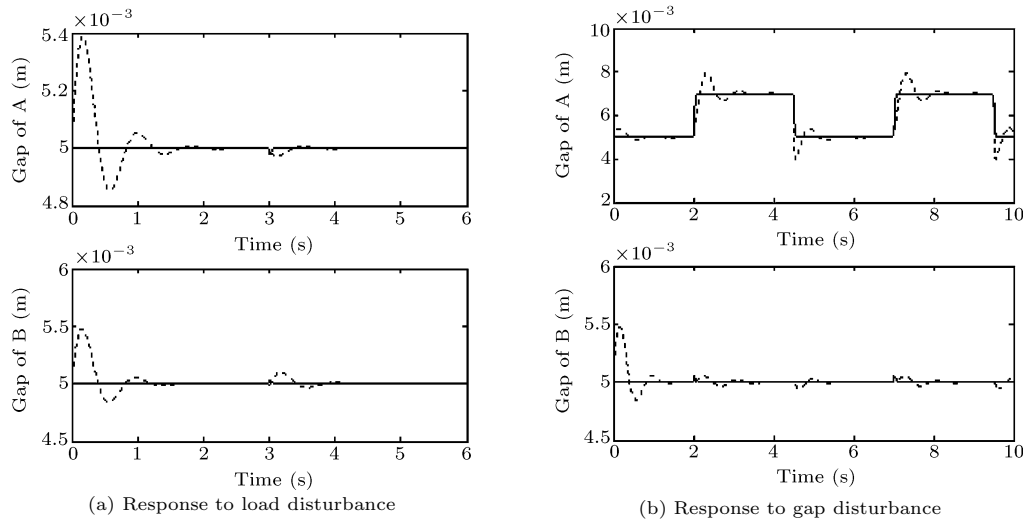 ×10⁻³
5.4
5.2
5
4.8
Gap of A (m)
0 1 2 3 4 5 6
Time (s)
×10⁻³
6
5.5
5
4.5
Gap of B (m)
0 1 2 3 4 5 6
Time (s)
(a) Response to load disturbance
×10⁻³
10
8
6
4
2
Gap of A (m)
0 2 4 6 8 10
Time (s)
×10⁻³
6
5.5
5
4.5
Gap of B (m)
0 2 4 6 8 10
Time (s)
(b) Response to gap disturbance